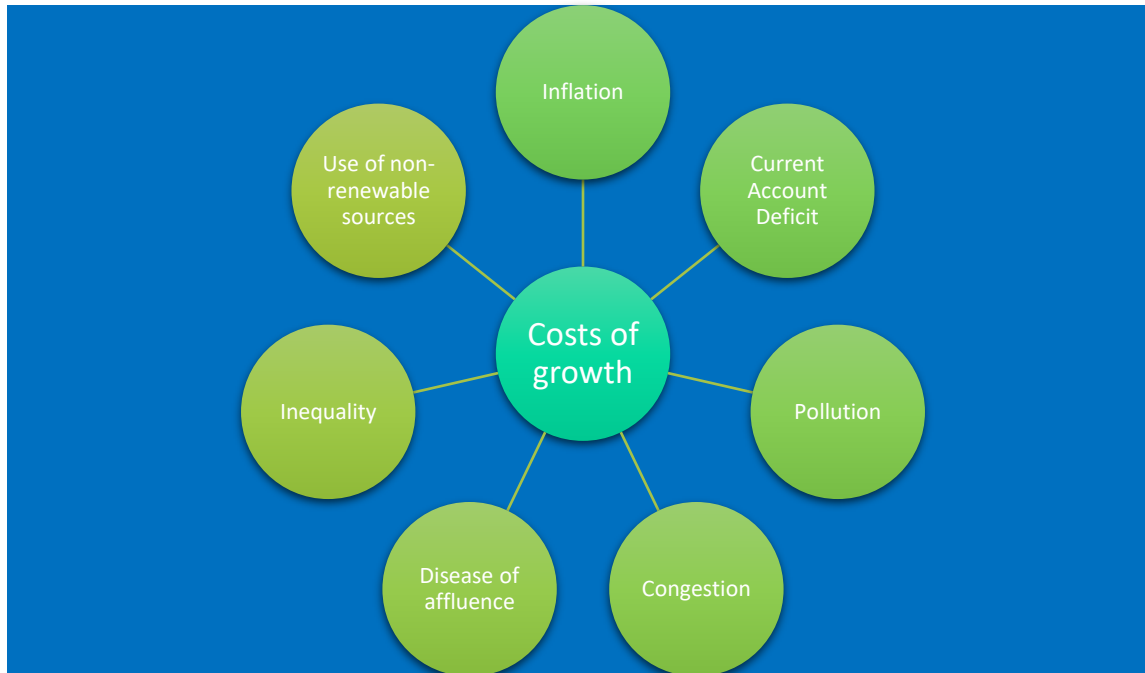 Inflation
Current
Account
Deficit
Pollution
Congestion
Disease of
affluence
Inequality
Use of non-
renewable
sources
Costs of
growth